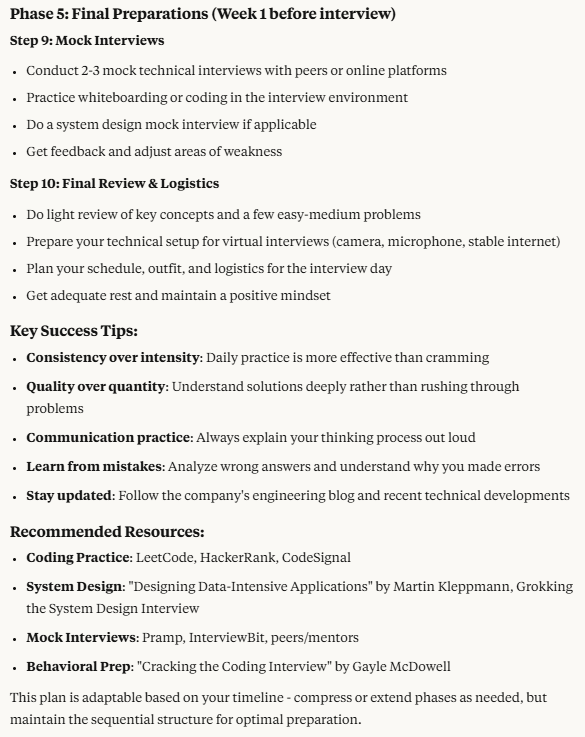 Phase 5: Final Preparations (Week 1 before interview)
Step 9: Mock Interviews
• Conduct 2-3 mock technical interviews with peers or online platforms
• Practice whiteboarding or coding in the interview environment
• Do a system design mock interview if applicable
• Get feedback and adjust areas of weakness
Step 10: Final Review & Logistics
• Do light review of key concepts and a few easy-medium problems
• Prepare your technical setup for virtual interviews (camera, microphone, stable internet)
• Plan your schedule, outfit, and logistics for the interview day
• Get adequate rest and maintain a positive mindset
Key Success Tips:
• Consistency over intensity: Daily practice is more effective than cramming
• Quality over quantity: Understand solutions deeply rather than rushing through
problems
• Communication practice: Always explain your thinking process out loud
• Learn from mistakes: Analyze wrong answers and understand why you made errors
• Stay updated: Follow the company's engineering blog and recent technical developments
Recommended Resources:
• Coding Practice: LeetCode, HackerRank, CodeSignal
• System Design: "Designing Data-Intensive Applications" by Martin Kleppmann, Grokking
the System Design Interview
• Mock Interviews: Pramp, InterviewBit, peers/mentors
• Behavioral Prep: "Cracking the Coding Interview" by Gayle McDowell
This plan is adaptable based on your timeline - compress or extend phases as needed, but
maintain the sequential structure for optimal preparation.